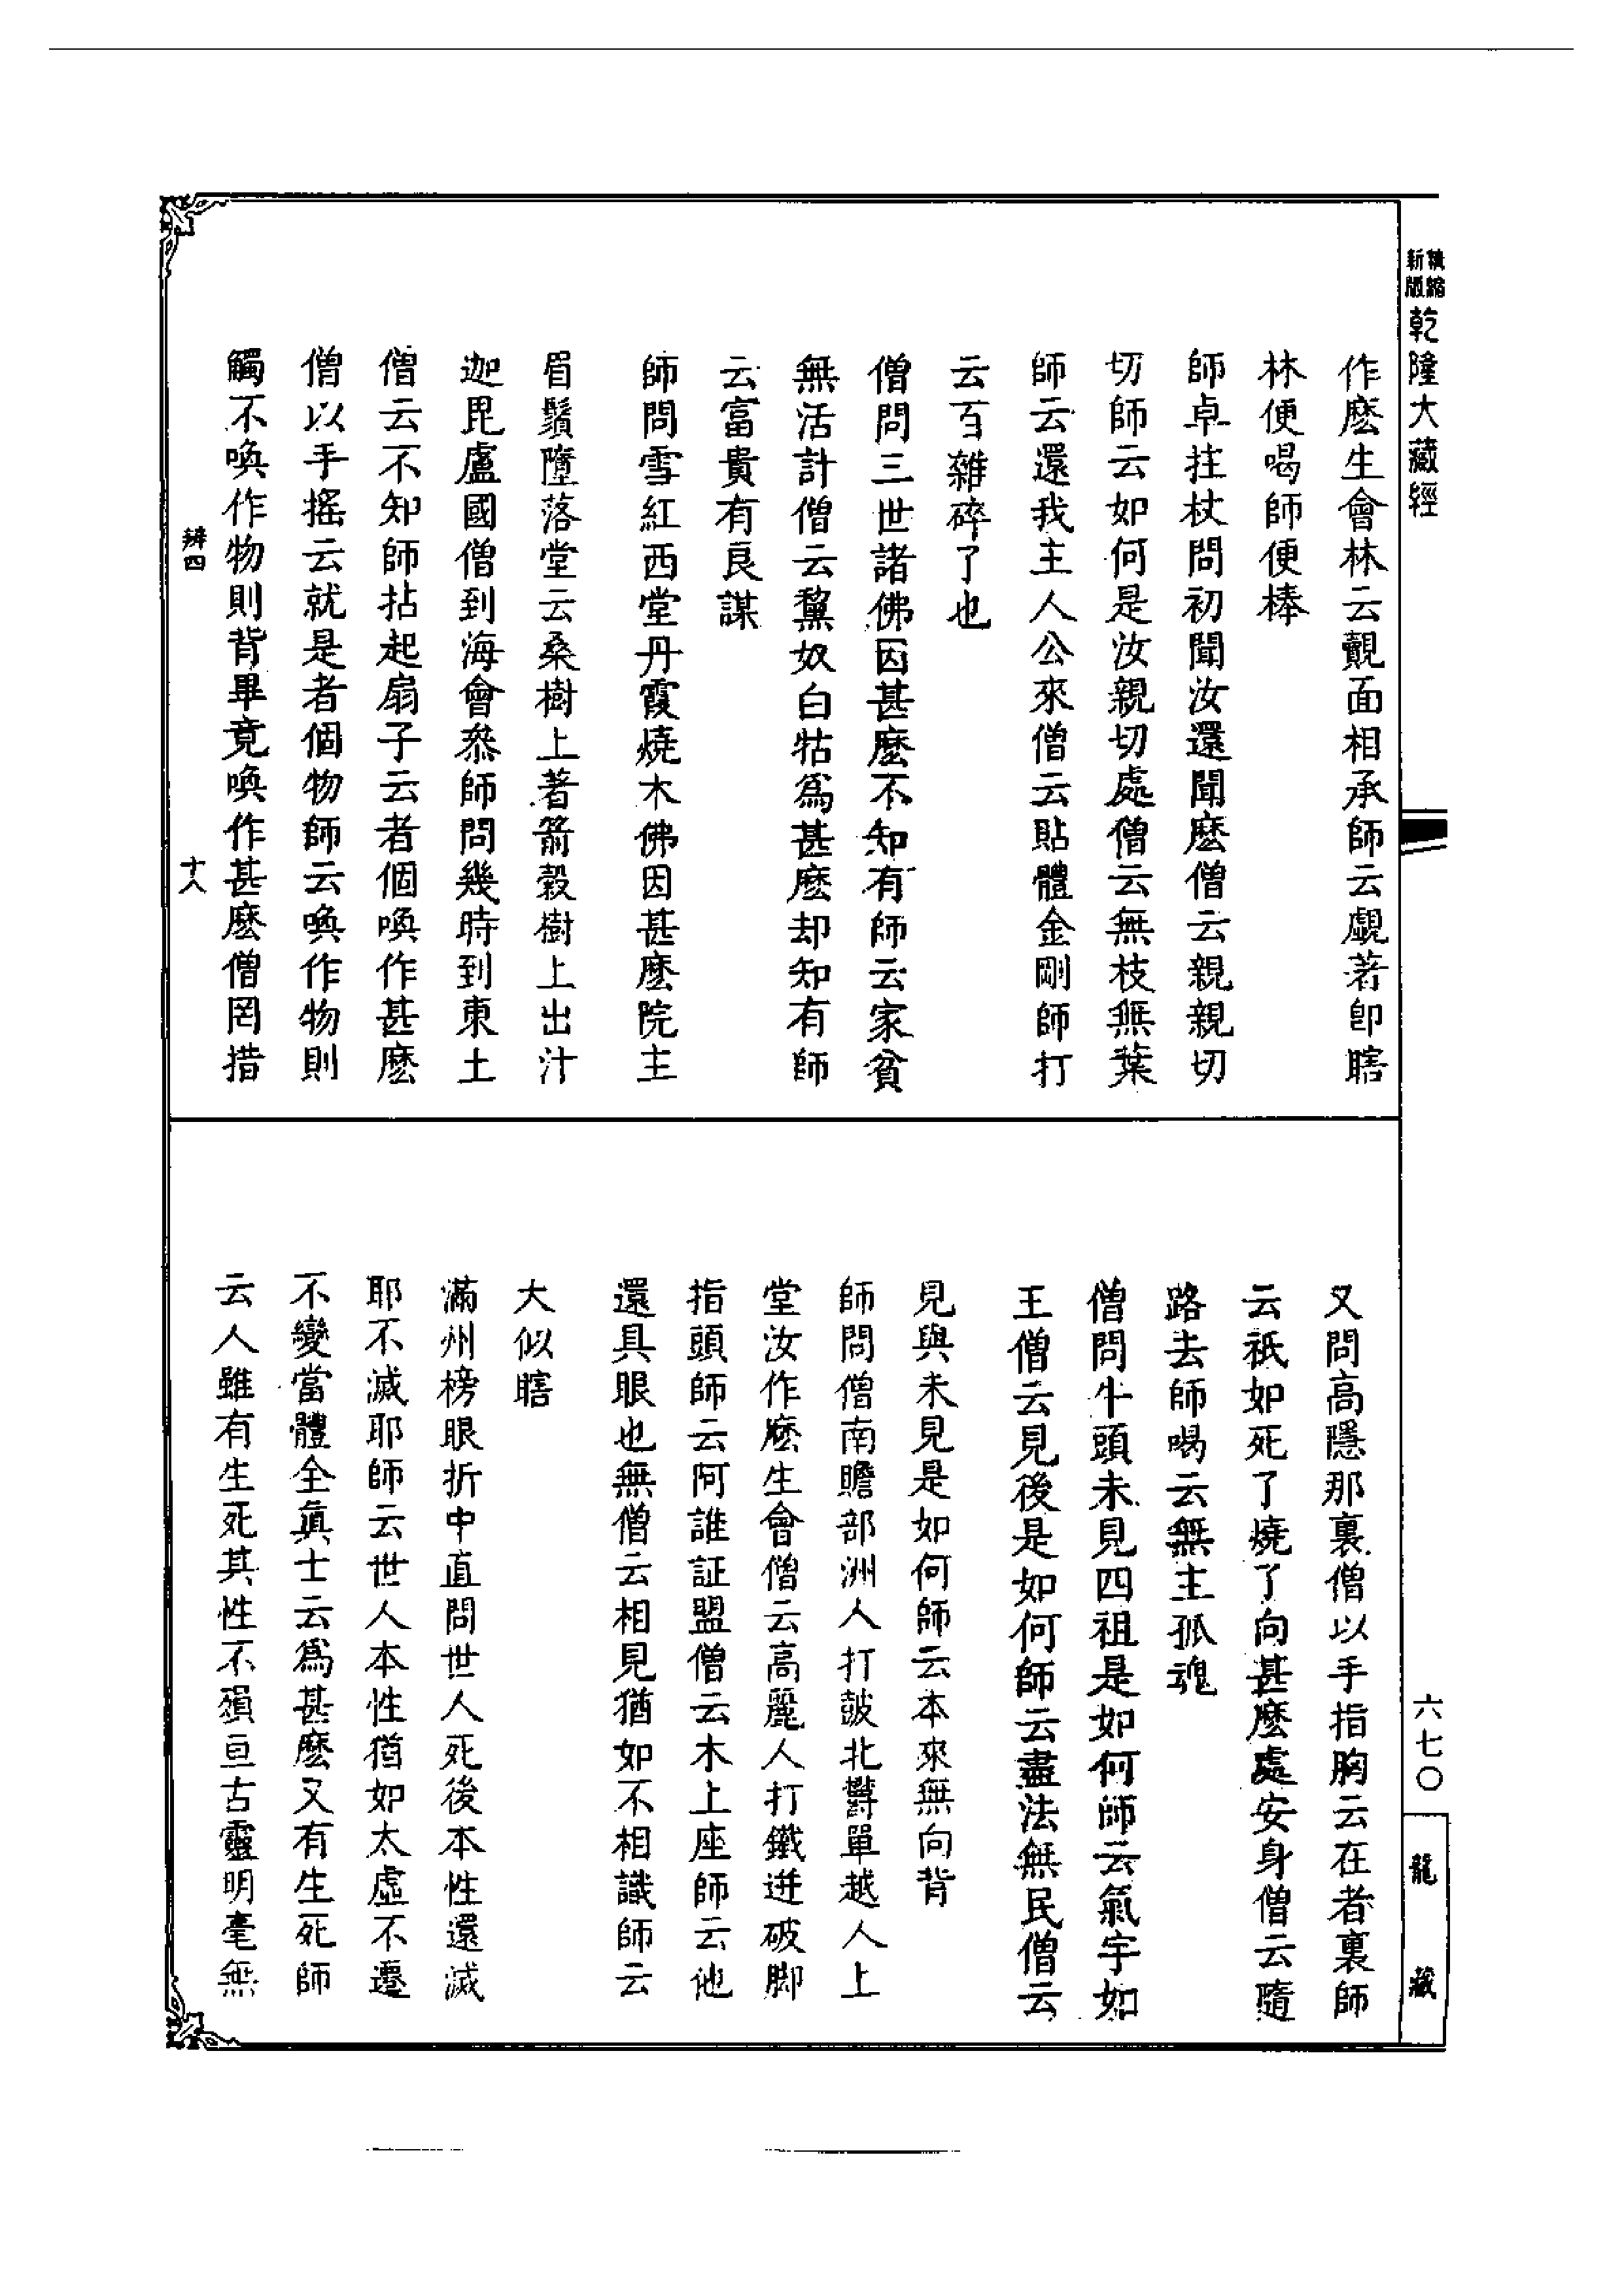 新版精縮乾隆大藏經
作麽生會林云覿面相承師云覷著卽瞎
林便喝師便棒
師卓拄杖問初聞汝還聞麽僧云親親切
切師云如何是汝親切處僧云無枝無葉
師云還我主人公來僧云貼體金剛師打
云百雜碎了也
僧問三世諸佛因甚麽不知有師云家貧
無活計僧云黧奴白牯爲甚麽却知有師
云富貴有良謀
師問雪紅西堂丹霞燒木佛因甚麽院主
眉鬚墮落堂云桑樹上著箭穀樹上出汁
迦毘盧國僧到海會叅師問幾時到東土
僧云不知師拈起扇子云者個喚作甚麽
僧以手搖云就是者個物師云喚作物則
觸不喚作物則背畢竟喚作甚麽僧罔措
辨四
十八
又問高隱那裏僧以手指胸云在者裏師
云祇如死了燒了向甚麽處安身僧云隨
路去師喝云無主孤魂
僧問牛頭未見四祖是如何師云氣宇如
王僧云見後是如何師云盡法無民僧云
見與未見是如何師云本來無向背
師問僧南贍部洲人打皷北鬱單越人上
堂汝作麽生會僧云高麗人打鐵迸破脚
指頭師云阿誰証盟僧云木上座師云他
還具眼也無僧云相見猶如不相識師云
大似瞎
滿州榜眼折中直問世人死後本性還滅
耶不滅耶師云世人本性猶如太虛不遷
不變當體全眞士云爲甚麽又有生死師
云人雖有生死其性不殞亘古靈明毫無
六七〇
龍藏